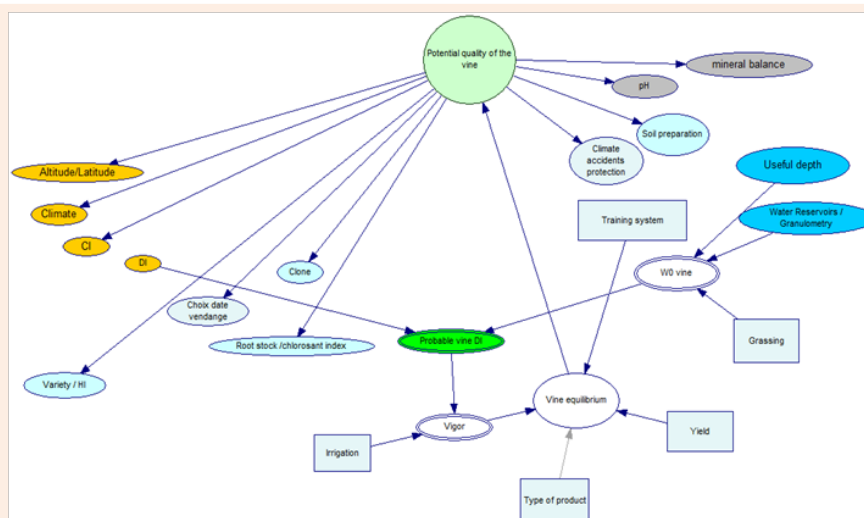 Potential quality of the
vine
mineral balance
pH
Soil preparation
Climate
accidents
protection
Useful depth
Altitude/Latitude
Climate
Training system
Water Reservoirs /
Granulometry
CI
DI
Clone
W0 vine
Choix date
vendange
Root stock /chlorosant index
Probable vine DI
Grassing
Variety / HI
Vine equilibrium
Vigor
Yield
Irrigation
Type of product